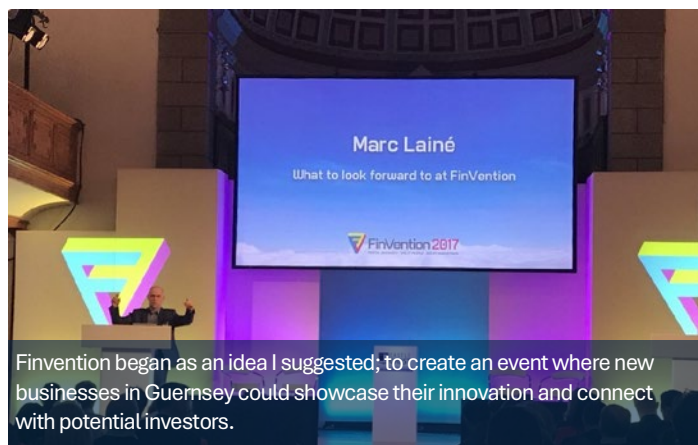 Marc Lainé
What to look forward to at FinVention
FinVention 2017
Finvention began as an idea I suggested; to create an event where new
businesses in Guernsey could showcase their innovation and connect
with potential investors.